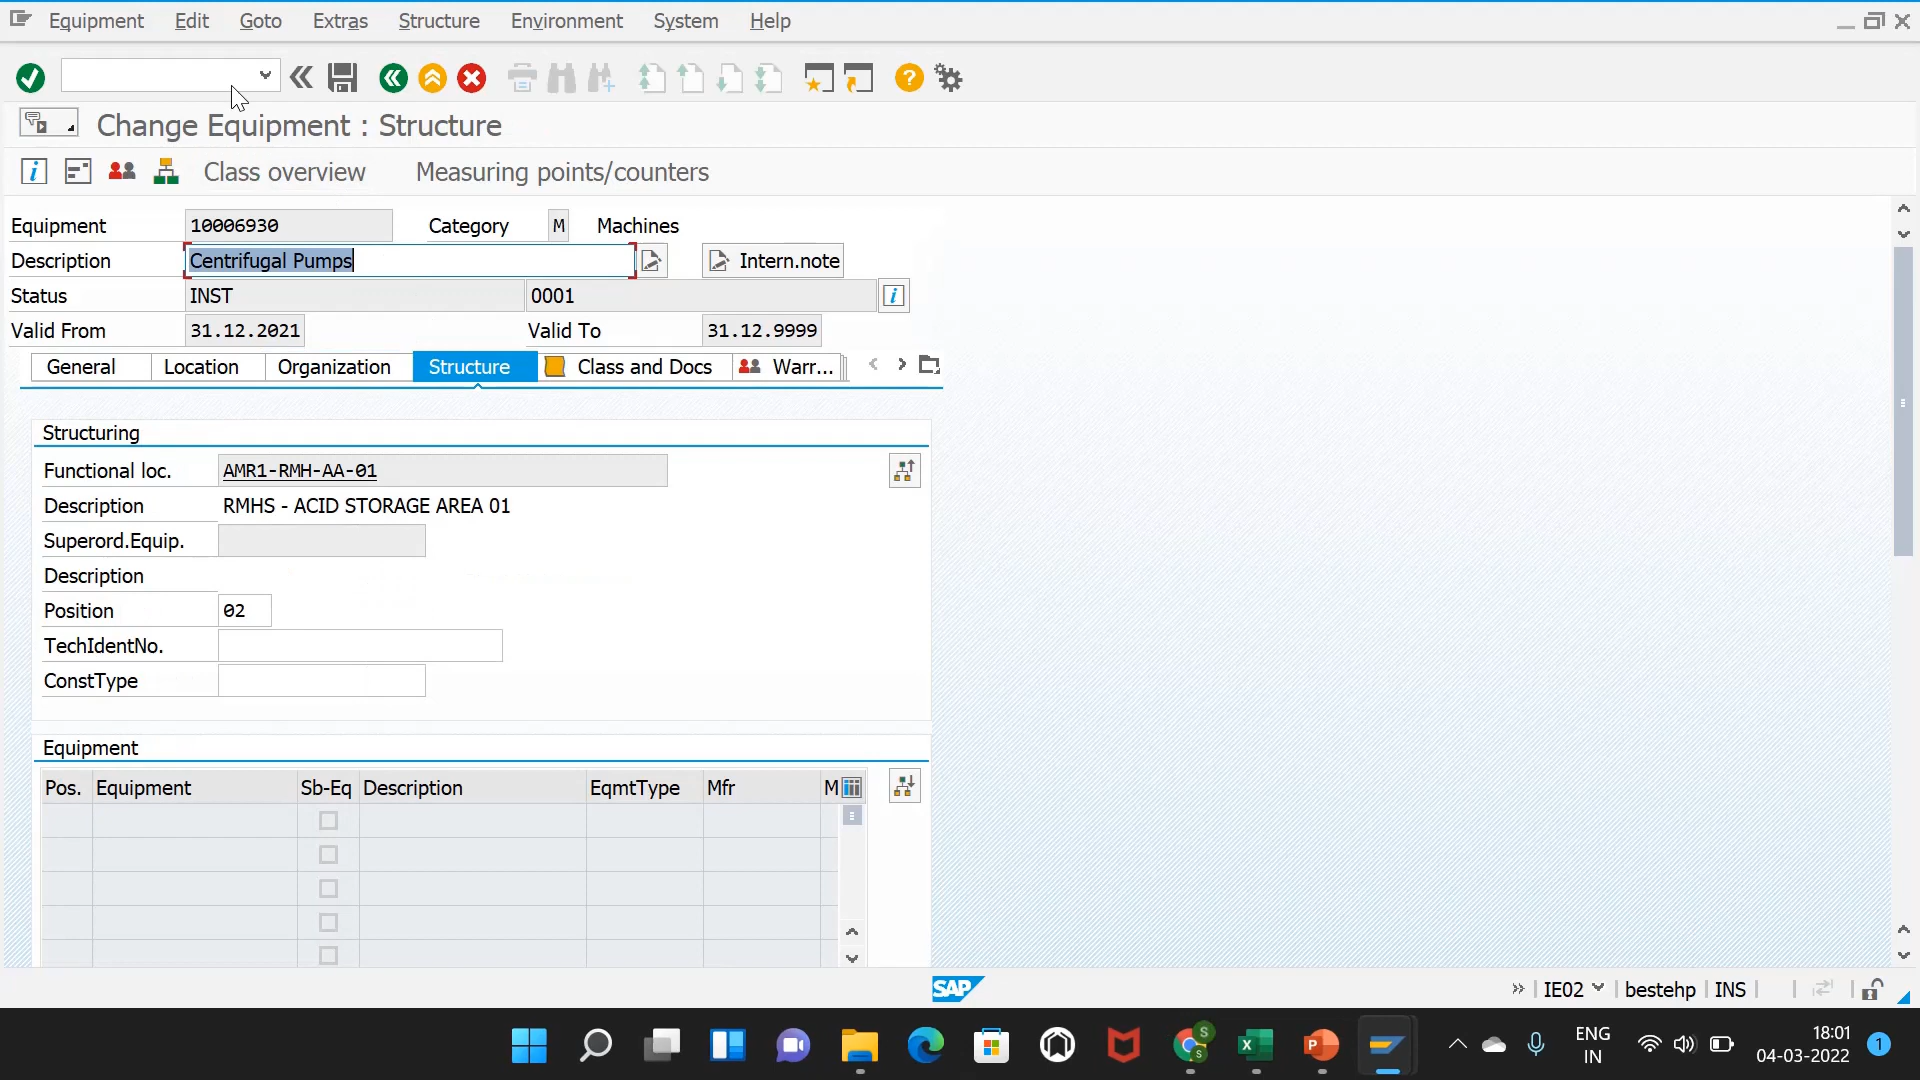 Equipment Edit Goto Extras Structure Environment System Help
Change Equipment : Structure
Class overview Measuring points/counters
Equipment 10006930 Category M Machines
Description Centrifugal Pumps Intern.note
Status INST 0001
Valid From 31.12.2021 Valid To 31.12.9999
General Location Organization Structure Class and Docs Warr...
Structuring
Functional loc. AMR1-RMH-AA-01
Description RMHS - ACID STORAGE AREA 01
Superord.Equip.
Description
Position 02
TechIdentNo.
ConstType
Equipment
Pos. Equipment Sb-Eq Description EqmtType Mfr M
SAP IE02 bestehp INS
ENG 18:01
IN 04-03-2022 1